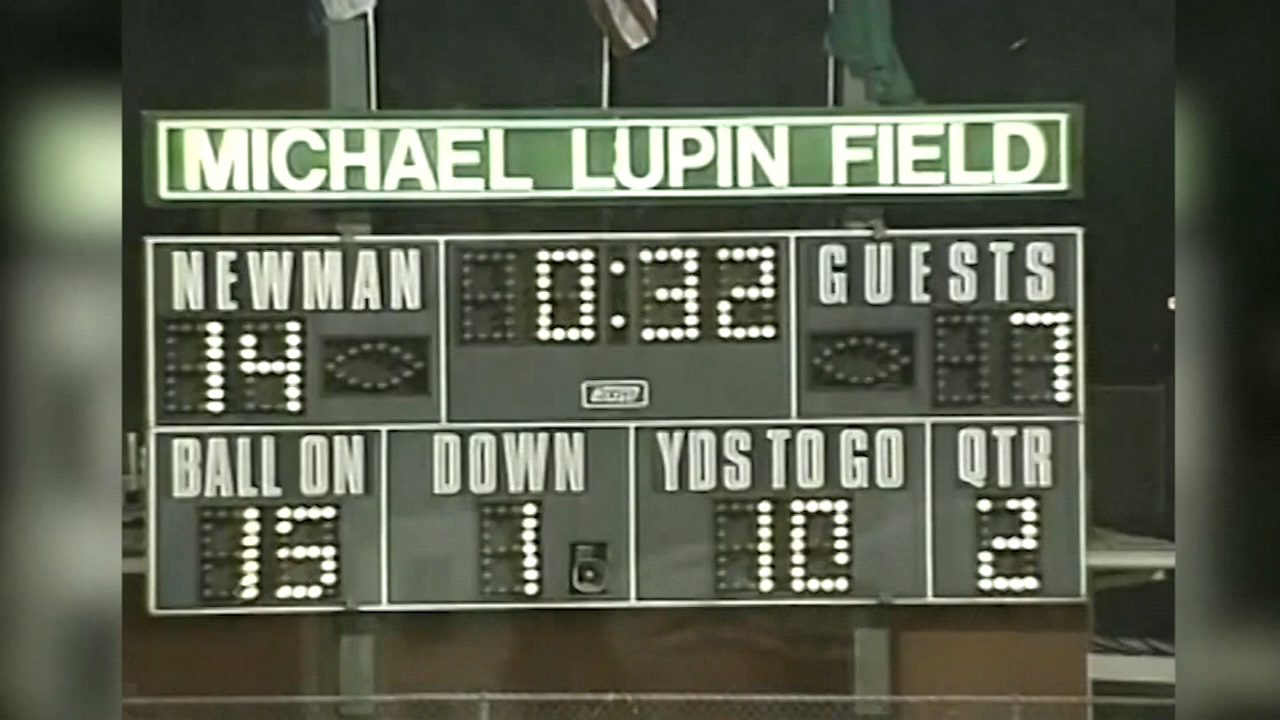 MICHAEL LUPIN FIELD
NEWMAN 0:32 GUESTS
14 7
BALL ON DOWN YDS TO GO QTR
15 1 10 2